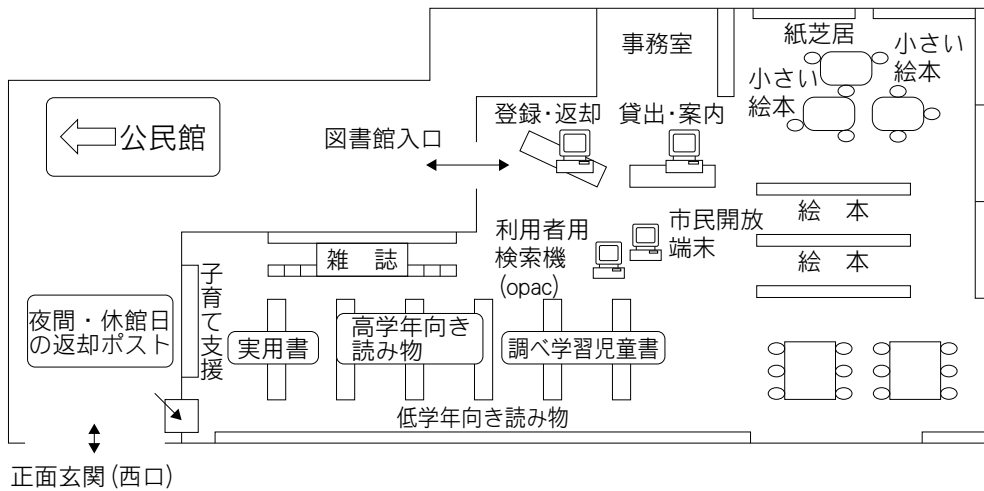 紙芝居
小さい
絵本
事務室
小さい
絵本
公民館
図書館入口
登録・返却
貸出・案内
絵　本
利用者用
検索機
(opac)
市民開放
端末
絵　本
雑　誌
子育て支援
夜間・休館日
の返却ポスト
実用書
高学年向き
読み物
調べ学習児童書
低学年向き読み物
正面玄関(西口)